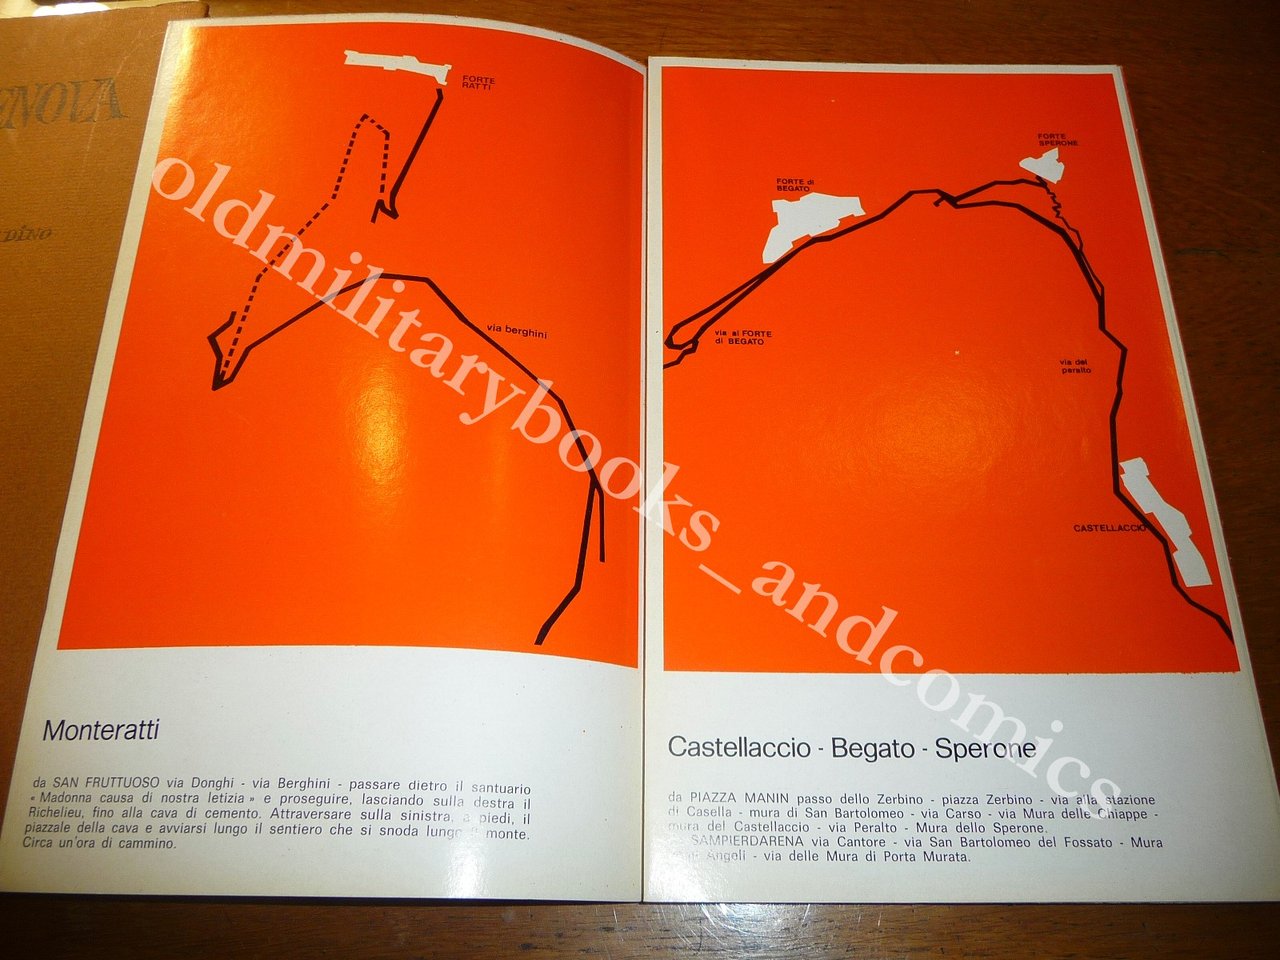 ENOVA
DINO
FORTE
RATTI
via berghini
Monteratti
da SAN FRUTTUOSO via Donghi - via Berghini - passare dietro il santuario
« Madonna causa di nostra letizia » e proseguire, lasciando sulla destra il
Richelieu, fino alla cava di cemento. Attraversare sulla sinistra, a piedi, il
piazzale della cava e avviarsi lungo il sentiero che si snoda lungo il monte.
Circa un'ora di cammino.
FORTE di
BEGATO
FORTE
SPERONE
via al FORTE
di BEGATO
via del
peralto
CASTELLACCIO
Castellaccio - Begato - Sperone
da PIAZZA MANIN passo dello Zerbino - piazza Zerbino - via alla stazione
di Casella - mura di San Bartolomeo - via Carso - via Mura delle Chiappe -
mura del Castellaccio - via Peralto - Mura dello Sperone.
SAMPIERDARENA via Cantore - via San Bartolomeo del Fossato - Mura
Angeli - via delle Mura di Porta Murata.
oldmilitarybooks_andcomics